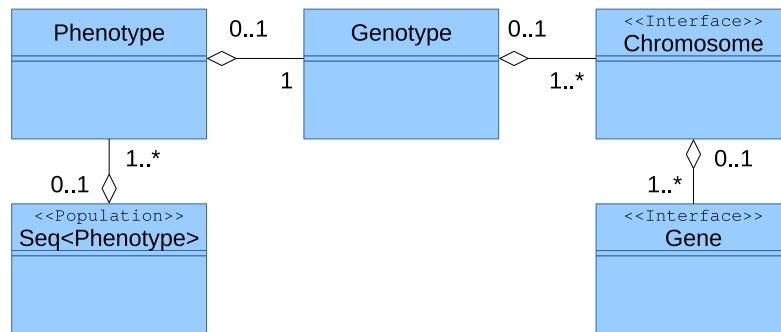 Phenotype
0..1
1
Genotype
0..1
1..*
<<Interface>>
Chromosome
1..*
0..1
0..1
1..*
<<Population>>
Seq<Phenotype>
<<Interface>>
Gene